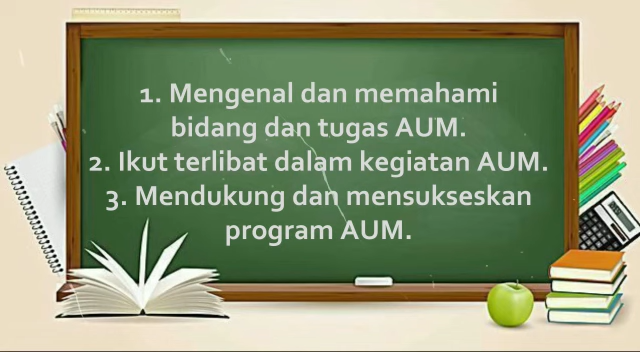 1. Mengenal dan memahami
bidang dan tugas AUM.
2. Ikut terlibat dalam kegiatan AUM.
3. Mendukung dan mensukseskan
program AUM.